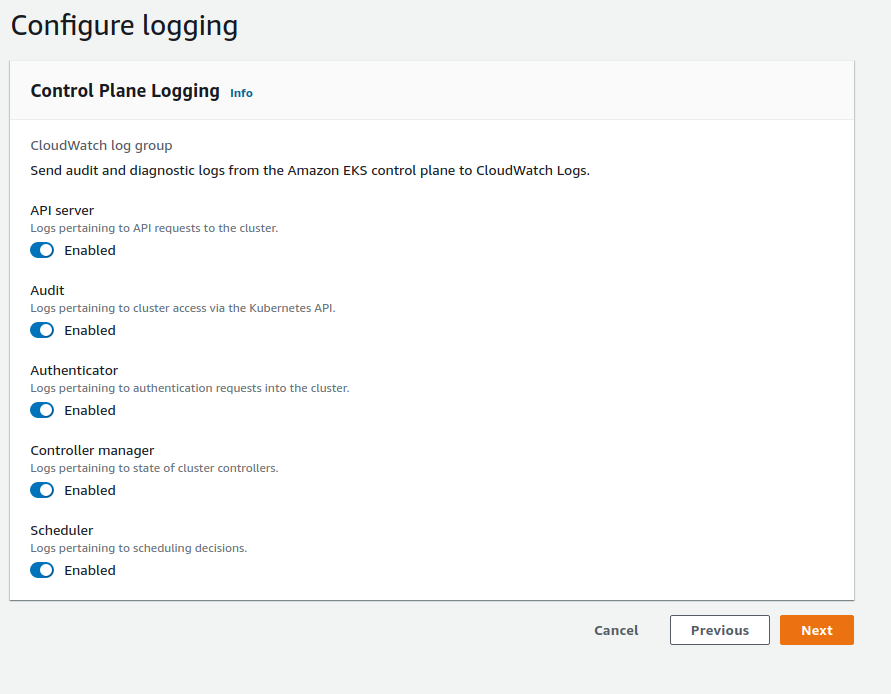 Configure logging
Control Plane Logging Info
CloudWatch log group
Send audit and diagnostic logs from the Amazon EKS control plane to CloudWatch Logs.
API server
Logs pertaining to API requests to the cluster.
Enabled
Audit
Logs pertaining to cluster access via the Kubernetes API.
Enabled
Authenticator
Logs pertaining to authentication requests into the cluster.
Enabled
Controller manager
Logs pertaining to state of cluster controllers.
Enabled
Scheduler
Logs pertaining to scheduling decisions.
Enabled
Cancel Previous Next